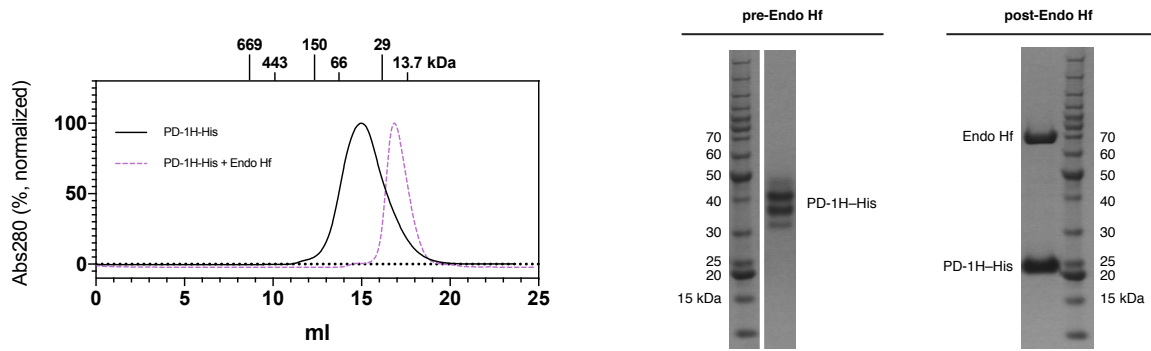 669 150 29
443 66 13.7 kDa
100
50
0
Abs280 (%, normalized)
PD-1H-His
PD-1H-His + Endo Hf
0 5 10 15 20 25
ml
pre-Endo Hf
70
60
50
40
30
25
20
15 kDa
PD-1H–His
post-Endo Hf
Endo Hf
PD-1H–His
70
60
50
40
30
25
20
15 kDa